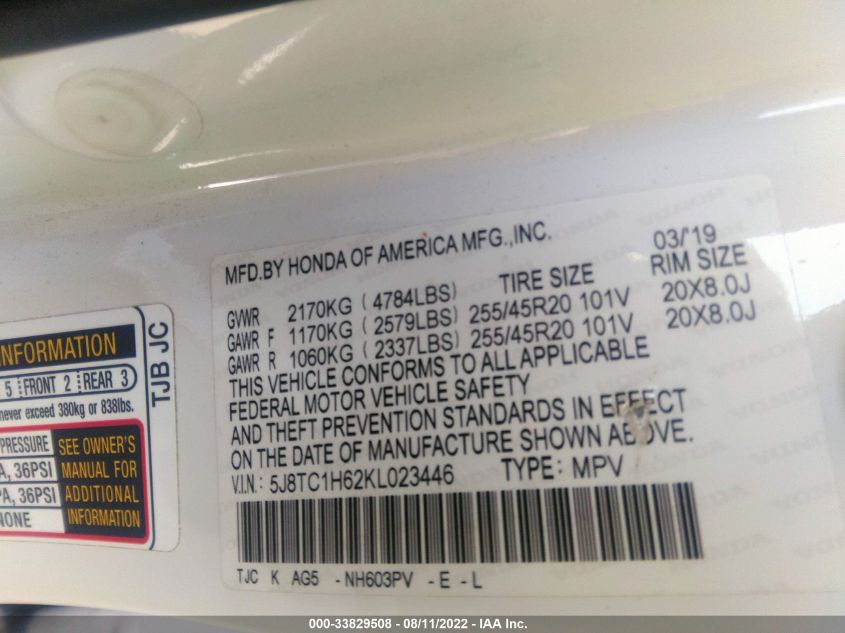 MFD.BY HONDA OF AMERICA MFG.,INC. 03/'19
TIRE SIZE RIM SIZE
GVWR 2170KG ( 4784LBS)
GAWR F 1170KG ( 2579LBS) 255/45R20 101V 20X8.0J
GAWR R 1060KG ( 2337LBS) 255/45R20 101V 20X8.0J
THIS VEHICLE CONFORMS TO ALL APPLICABLE
FEDERAL MOTOR VEHICLE SAFETY
AND THEFT PREVENTION STANDARDS IN EFFECT
ON THE DATE OF MANUFACTURE SHOWN ABOVE.
V.I.N.: 5J8TC1H62KL023446 TYPE: MPV
TJC K AG5 -NH603PV -E-L
INFORMATION
5 FRONT 2 REAR 3
never exceed 380kg or 838lbs.
PRESSURE
A, 36PSI
PA, 36PSI
NONE
SEE OWNER'S
MANUAL FOR
ADDITIONAL
INFORMATION
TJB JC
000-33829508 - 08/11/2022 - IAA Inc.